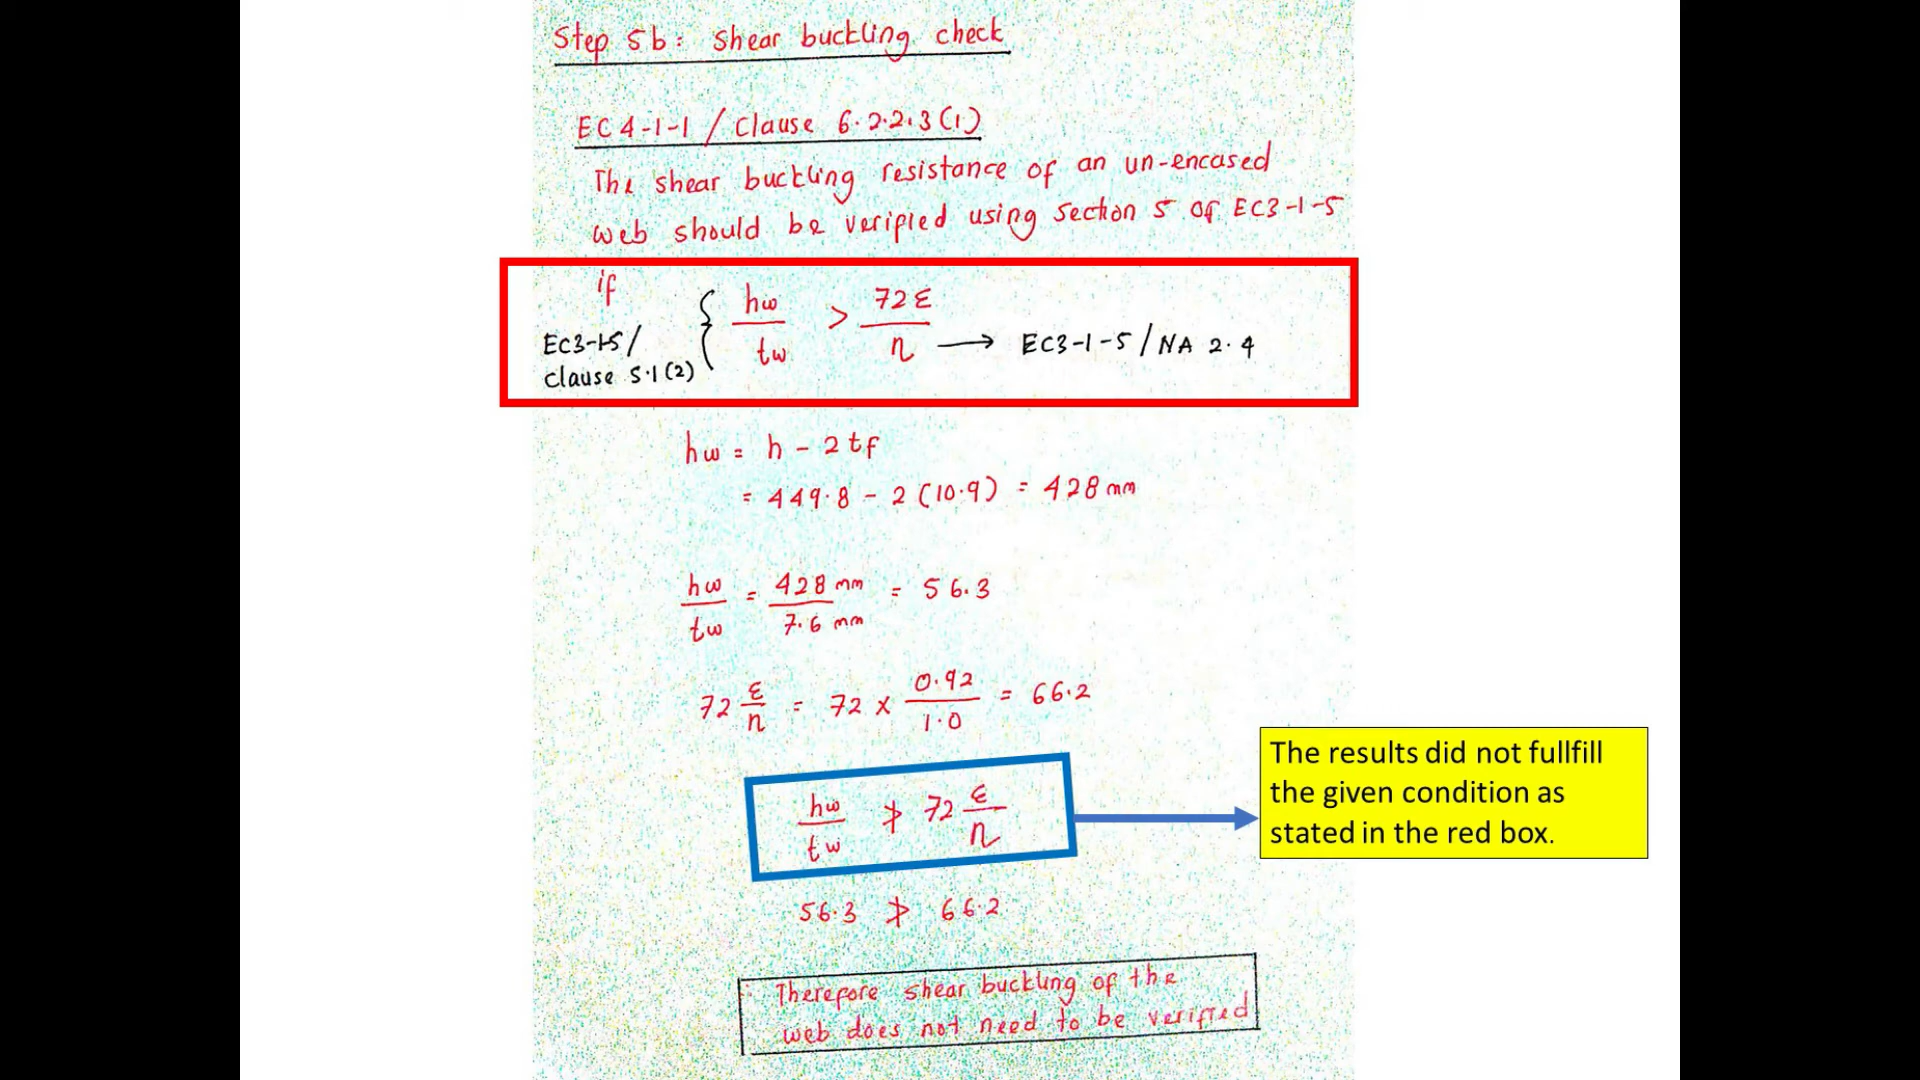 Step 5b: Shear buckling check
EC4-1-1 / Clause 6.2.2.3(1)
The shear buckling resistance of an un-encased
web should be verified using section 5 of EC3-1-5
if
hw/tw > 72ε/η → EC3-1-5 / NA 2.4
EC3-1-5 /
Clause 5.1(2)
hw = h - 2tf
= 449.8 - 2(10.9) = 428 mm
hw/tw = 428 mm/7.6 mm = 56.3
72 ε/η = 72 x 0.92/1.0 = 66.2
hw/tw ≯ 72 ε/η
The results did not fullfill
the given condition as
stated in the red box.
56.3 ≯ 66.2
Therefore shear buckling of the
web does not need to be verified